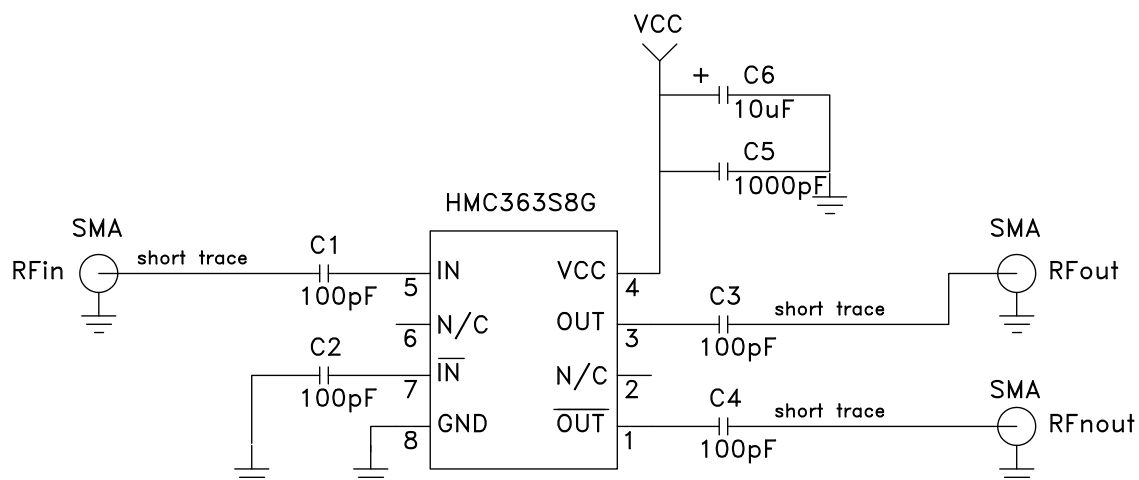 VCC
+ C6
10uF
C5
1000pF
HMC363S8G
SMA
RFin
short trace
C1
100pF
5
IN
6
N/C
C2
100pF
7
IN
8
GND
VCC
4
OUT
3
N/C
2
OUT
1
C3
100pF
short trace
SMA
RFout
C4
100pF
short trace
SMA
RFnout